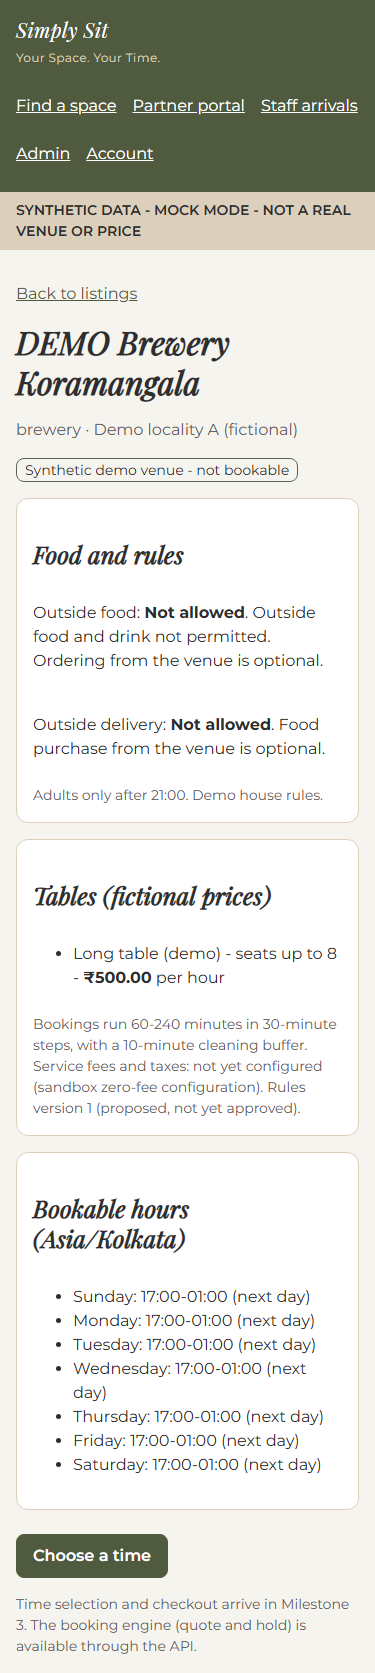 Simply Sit
Your Space. Your Time.
Find a space Partner portal Staff arrivals
Admin Account
SYNTHETIC DATA - MOCK MODE - NOT A REAL
VENUE OR PRICE
Back to listings
DEMO Brewery
Koramangala
brewery · Demo locality A (fictional)
Synthetic demo venue - not bookable
Food and rules
Outside food: Not allowed. Outside
food and drink not permitted.
Ordering from the venue is optional.
Outside delivery: Not allowed. Food
purchase from the venue is optional.
Adults only after 21:00. Demo house rules.
Tables (fictional prices)
• Long table (demo) - seats up to 8
- ₹500.00 per hour
Bookings run 60-240 minutes in 30-minute
steps, with a 10-minute cleaning buffer.
Service fees and taxes: not yet configured
(sandbox zero-fee configuration). Rules
version 1 (proposed, not yet approved).
Bookable hours
(Asia/Kolkata)
• Sunday: 17:00-01:00 (next day)
• Monday: 17:00-01:00 (next day)
• Tuesday: 17:00-01:00 (next day)
• Wednesday: 17:00-01:00 (next
day)
• Thursday: 17:00-01:00 (next day)
• Friday: 17:00-01:00 (next day)
• Saturday: 17:00-01:00 (next day)
Choose a time
Time selection and checkout arrive in Milestone
3. The booking engine (quote and hold) is
available through the API.